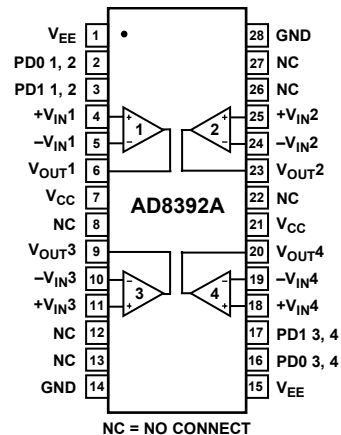 VEE 1 28 GND
PD0 1, 2 2 27 NC
PD1 1, 2 3 26 NC
+VIN1 4 + 1 2 + 25 +VIN2
–VIN1 5 – – 24 –VIN2
VOUT1 6 23 VOUT2
VCC 7 22 NC
AD8392A
NC 8 21 VCC
VOUT3 9 20 VOUT4
–VIN3 10 – 3 4 – 19 –VIN4
+VIN3 11 + + 18 +VIN4
NC 12 17 PD1 3, 4
NC 13 16 PD0 3, 4
GND 14 15 VEE
NC = NO CONNECT